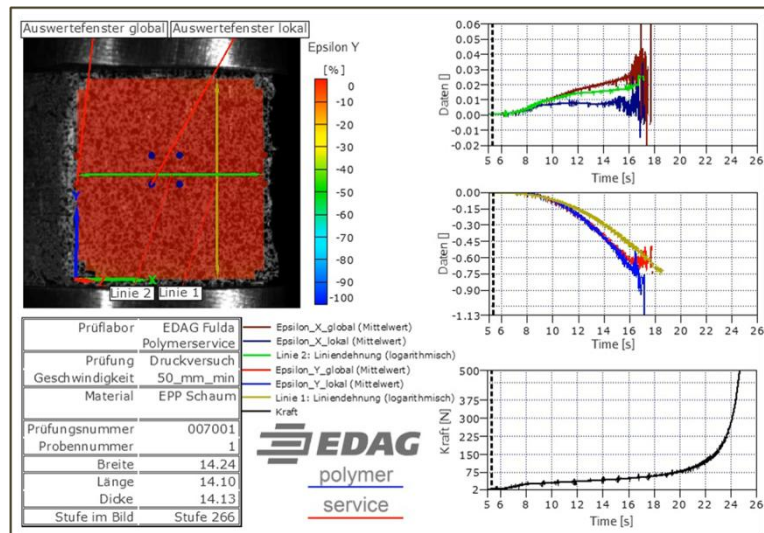 Auswertefenster global
Auswertefenster lokal
Epsilon Y
[%]
0
-10
-20
-30
-40
-50
-60
-70
-80
-90
-100
Y
X
Linie 2
Linie 1
Prüflabor EDAG Fulda
Polymerservice
Prüfung Druckversuch
Geschwindigkeit 50_mm_min
Material EPP Schaum
Prüfungsnummer 007001
Probennummer 1
Breite 14.24
Länge 14.10
Dicke 14.13
Stufe im Bild Stufe 266
Epsilon_X_global (Mittelwert)
Epsilon_X_lokal (Mittelwert)
Linie 2: Liniendehnung (logarithmisch)
Epsilon_Y_global (Mittelwert)
Epsilon_Y_lokal (Mittelwert)
Linie 1: Liniendehnung (logarithmisch)
Kraft
EDAG
polymer
service
Daten []
0.06
0.05
0.04
0.03
0.01
0.00
-0.01
-0.02
5 6 8 10 12 14 16 18 20 22 24 26
Time [s]
Daten []
0.00
-0.15
-0.30
-0.45
-0.60
-0.75
-0.90
-1.13
5 6 8 10 12 14 16 18 20 22 24 26
Time [s]
Kraft [N]
500
375
300
225
150
75
2
5 6 8 10 12 14 16 18 20 22 24 26
Time [s]